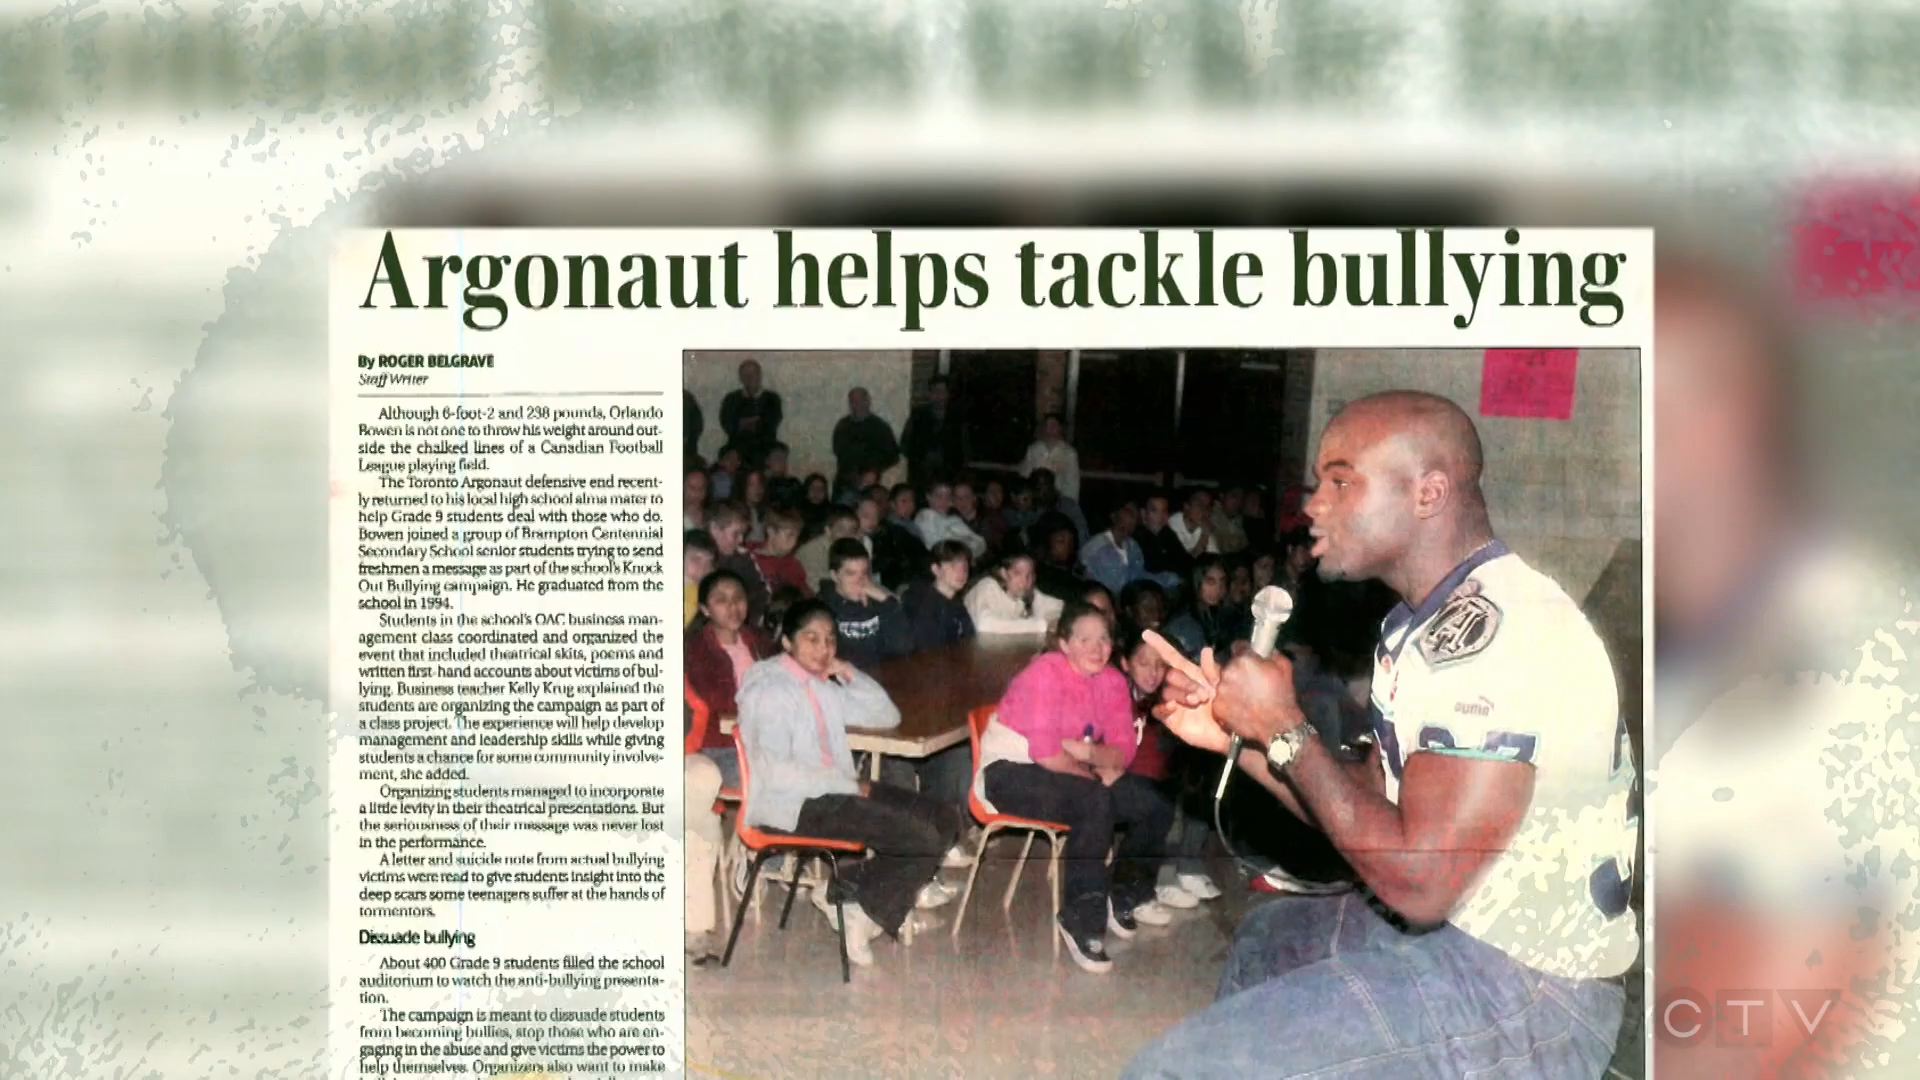 Argonaut helps tackle bullying
By ROGER BELGRAVE
Staff Writer
Although 6-foot-2 and 238 pounds, Orlando
Bowen is not one to throw his weight around out-
side the chalked lines of a Canadian Football
League playing field.
The Toronto Argonaut defensive end recent-
ly returned to his local high school alma mater to
help Grade 9 students deal with those who do.
Bowen joined a group of Brampton Centennial
Secondary School senior students trying to send
freshmen a message as part of the school's Knock
Out Bullying campaign. He graduated from the
school in 1994.
Students in the school's OAC business man-
agement class coordinated and organized the
event that included theatrical skits, poems and
written first-hand accounts about victims of bul-
lying. Business teacher Kelly Krug explained the
students are organizing the campaign as part of
a class project. The experience will help develop
management and leadership skills while giving
students a chance for some community involve-
ment, she added.
Organizing students managed to incorporate
a little levity in their theatrical presentations. But
the seriousness of their message was never lost
in the performance.
A letter and suicide note from actual bullying
victims were read to give students insight into the
deep scars some teenagers suffer at the hands of
tormentors.
Dissuade bullying
About 400 Grade 9 students filled the school
auditorium to watch the anti-bullying presenta-
tion.
The campaign is meant to dissuade students
from becoming bullies, stop those who are en-
gaging in the abuse and give victims the power to
help themselves. Organizers also want to make
PUMA
CTV